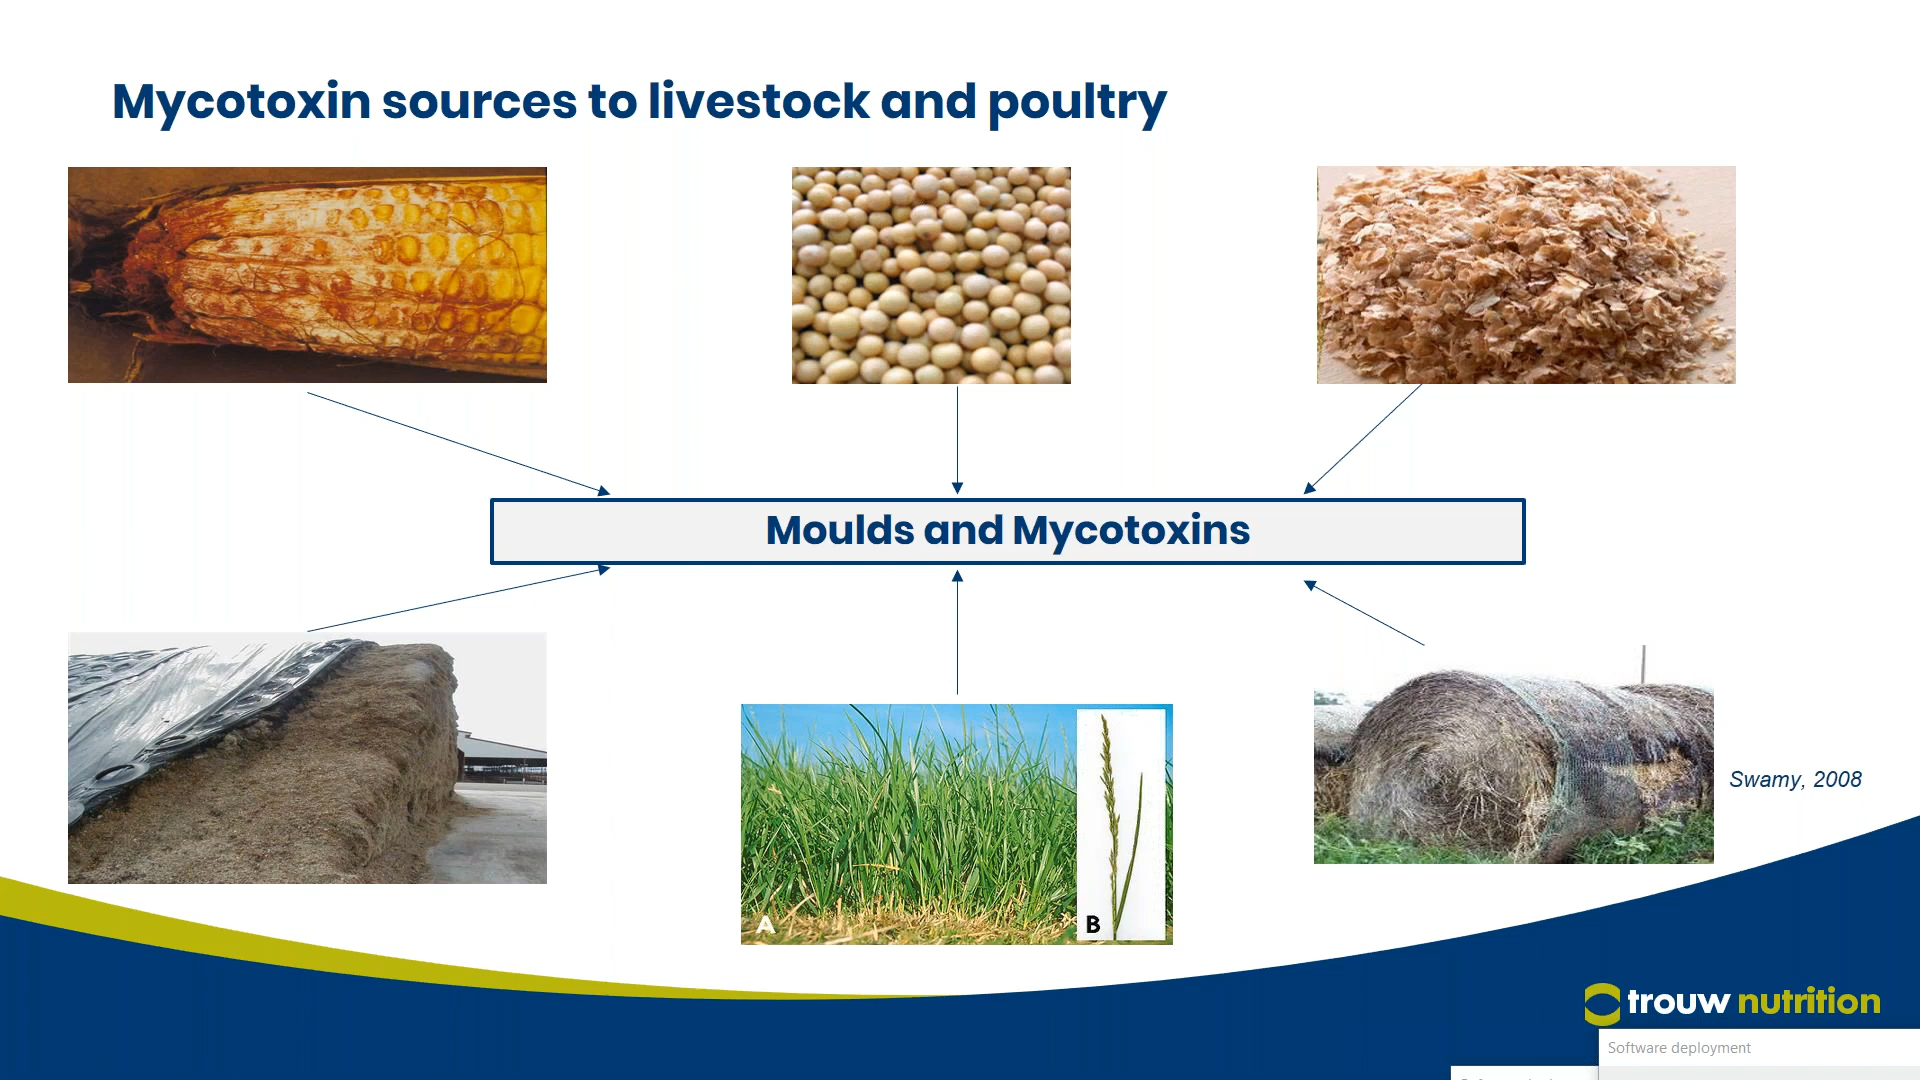 Mycotoxin sources to livestock and poultry
Moulds and Mycotoxins
Swamy, 2008
A
B
trouw nutrition
Software deployment